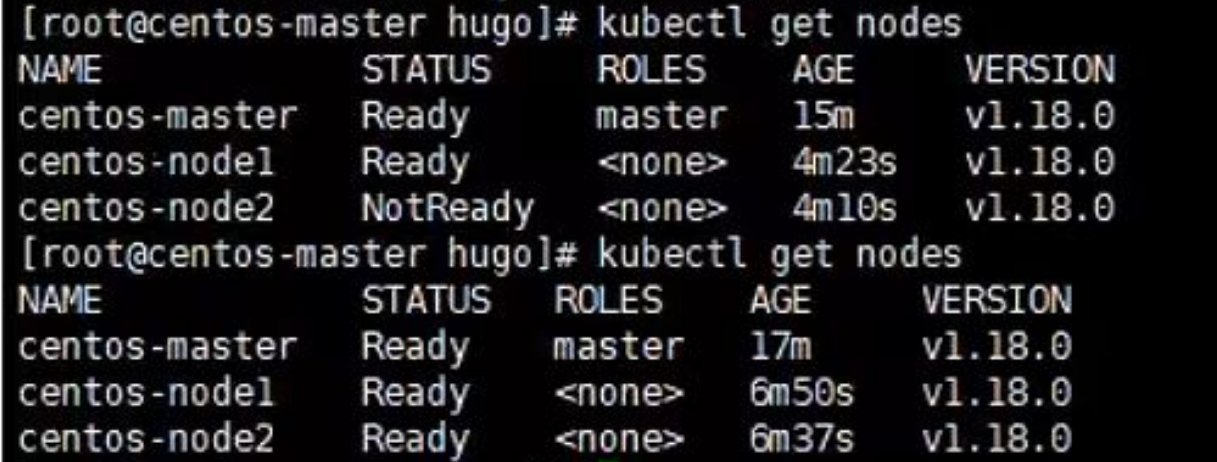 [root@centos-master hugo]# kubectl get nodes
NAME STATUS ROLES AGE VERSION
centos-master Ready master 15m v1.18.0
centos-node1 Ready <none> 4m23s v1.18.0
centos-node2 NotReady <none> 4m10s v1.18.0
[root@centos-master hugo]# kubectl get nodes
NAME STATUS ROLES AGE VERSION
centos-master Ready master 17m v1.18.0
centos-node1 Ready <none> 6m50s v1.18.0
centos-node2 Ready <none> 6m37s v1.18.0